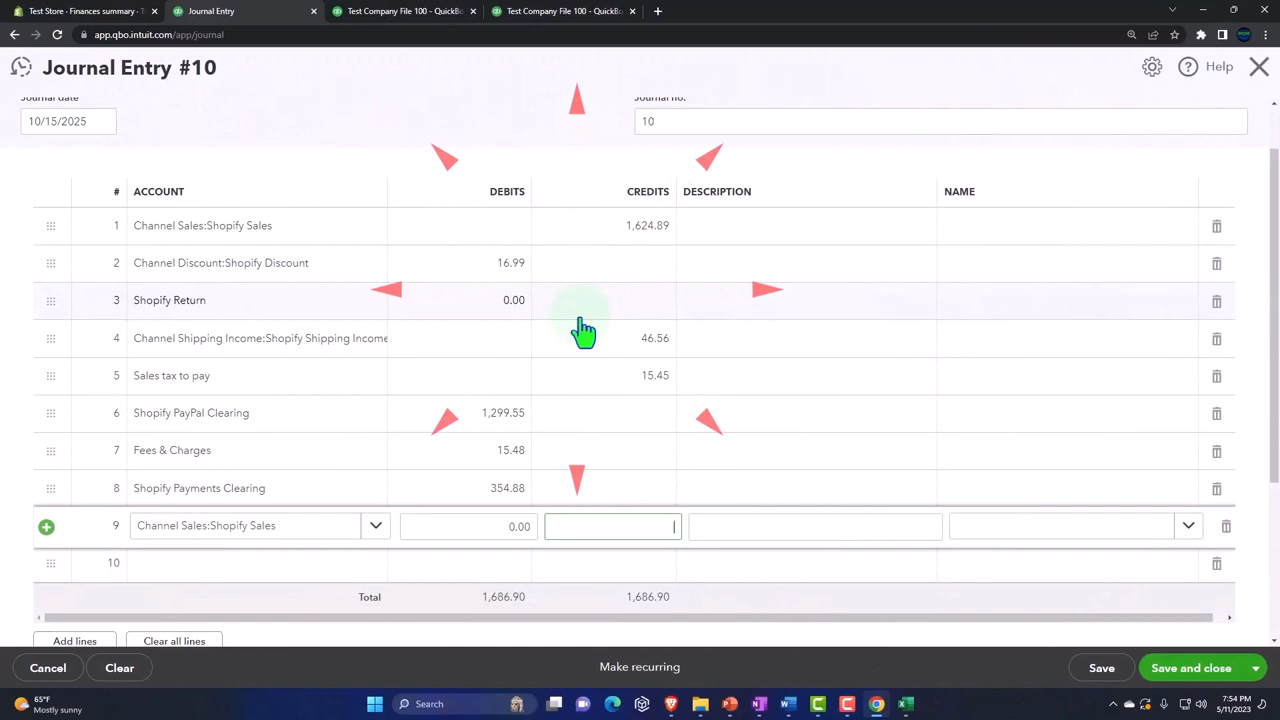 Test Store - Finances summary - T
Journal Entry
Test Company File 100 - QuickBo
Test Company File 100 - QuickBo
app.qbo.intuit.com/app/journal
Journal Entry #10
Help
Journal date
Journal no.
10/15/2025
10
# ACCOUNT DEBITS CREDITS DESCRIPTION NAME
1 Channel Sales:Shopify Sales 1,624.89
2 Channel Discount:Shopify Discount 16.99
3 Shopify Return 0.00
4 Channel Shipping Income:Shopify Shipping Income 46.56
5 Sales tax to pay 15.45
6 Shopify PayPal Clearing 1,299.55
7 Fees & Charges 15.48
8 Shopify Payments Clearing 354.88
9 Channel Sales:Shopify Sales 0.00
10
Total 1,686.90 1,686.90
Add lines Clear all lines
Cancel Clear Make recurring Save Save and close
65°F
Mostly sunny
Search
7:54 PM
5/11/2023